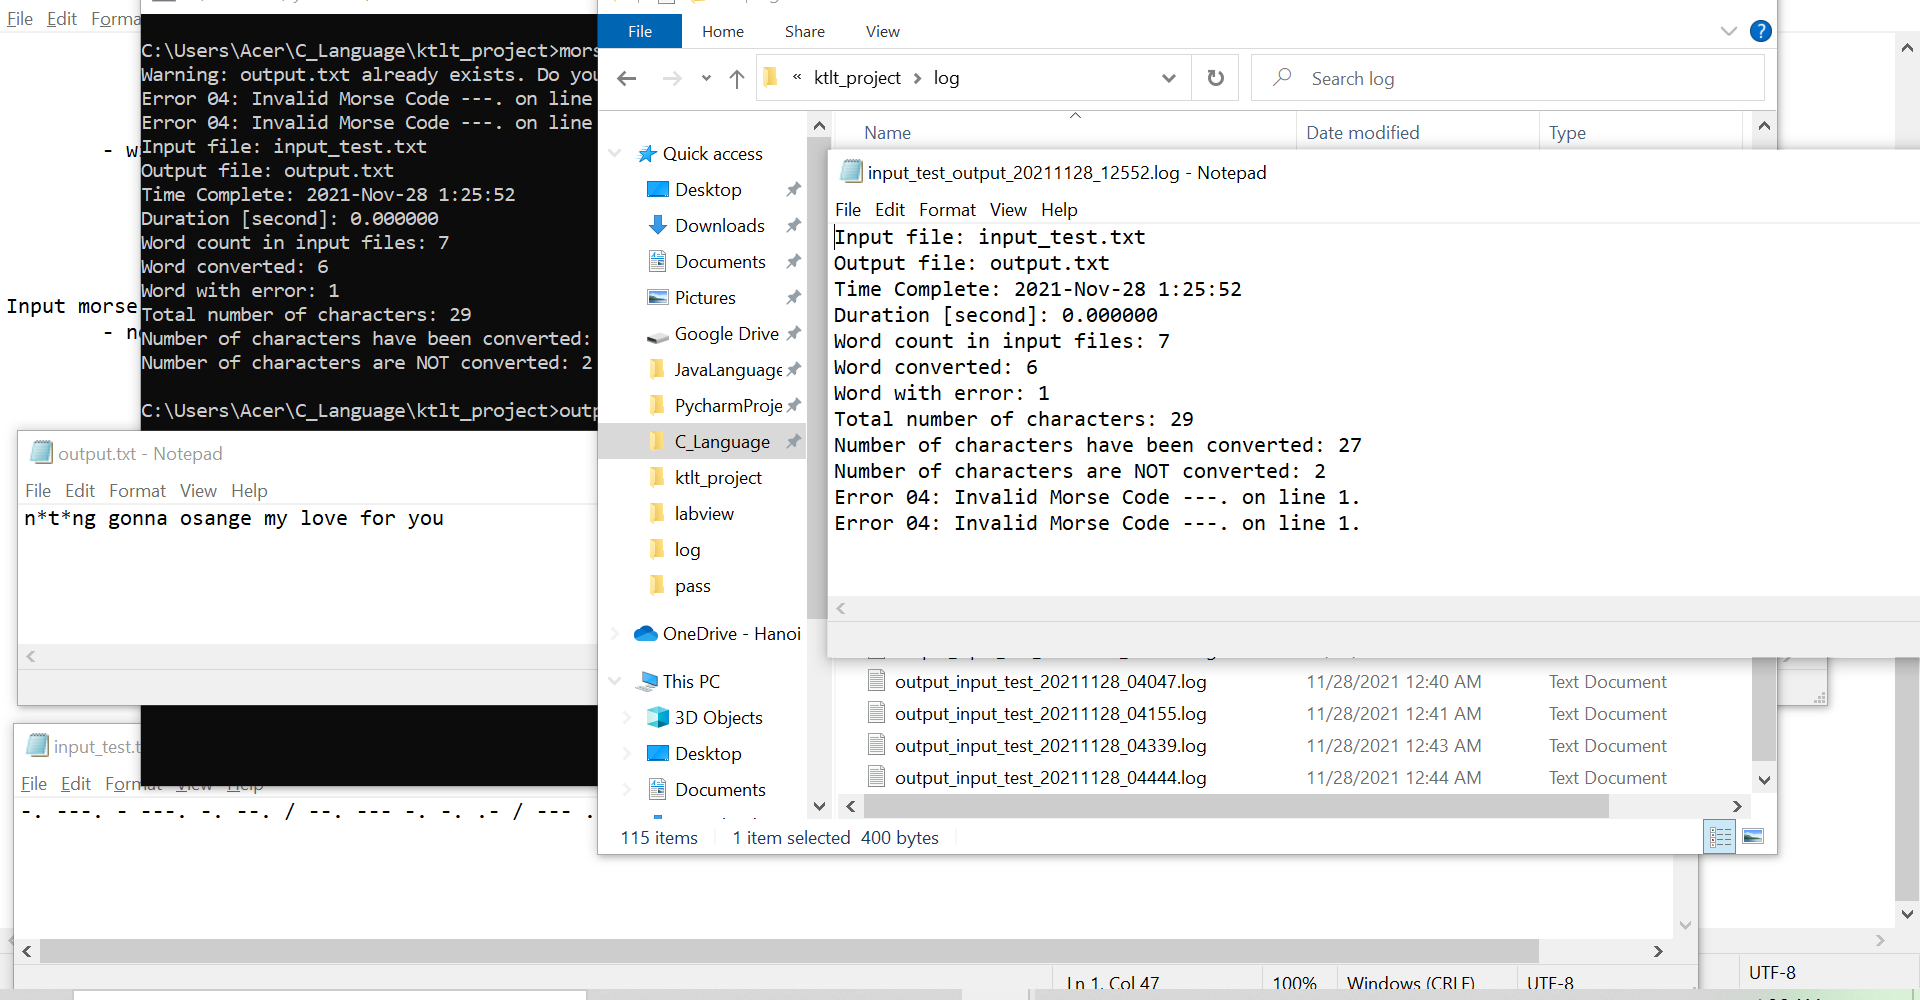 File Edit Forma
- w
Input morse
- n
C:\Users\Acer\C_Language\ktlt_project>mors
Warning: output.txt already exists. Do you
Error 04: Invalid Morse Code ---. on line
Error 04: Invalid Morse Code ---. on line
Input file: input_test.txt
Output file: output.txt
Time Complete: 2021-Nov-28 1:25:52
Duration [second]: 0.000000
Word count in input files: 7
Word converted: 6
Word with error: 1
Total number of characters: 29
Number of characters have been converted:
Number of characters are NOT converted: 2
C:\Users\Acer\C_Language\ktlt_project>outp
output.txt - Notepad
File Edit Format View Help
n*t*ng gonna osange my love for you
input_test.t
File Edit Form View Help
-. ---. - ---. -. --. / --. --- -. -. .- / --- .
Ln 1, Col 47 100% Windows (CRLF) UTF-8
UTF-8
File Home Share View
« ktlt_project > log
Search log
Name Date modified Type
Quick access
Desktop
Downloads
Documents
Pictures
Google Drive
JavaLanguage
PycharmProje
C_Language
ktlt_project
labview
log
pass
OneDrive - Hanoi
This PC
3D Objects
Desktop
Documents
input_test_output_20211128_12552.log - Notepad
File Edit Format View Help
Input file: input_test.txt
Output file: output.txt
Time Complete: 2021-Nov-28 1:25:52
Duration [second]: 0.000000
Word count in input files: 7
Word converted: 6
Word with error: 1
Total number of characters: 29
Number of characters have been converted: 27
Number of characters are NOT converted: 2
Error 04: Invalid Morse Code ---. on line 1.
Error 04: Invalid Morse Code ---. on line 1.
output_input_test_20211128_04047.log 11/28/2021 12:40 AM Text Document
output_input_test_20211128_04155.log 11/28/2021 12:41 AM Text Document
output_input_test_20211128_04339.log 11/28/2021 12:43 AM Text Document
output_input_test_20211128_04444.log 11/28/2021 12:44 AM Text Document
115 items 1 item selected 400 bytes